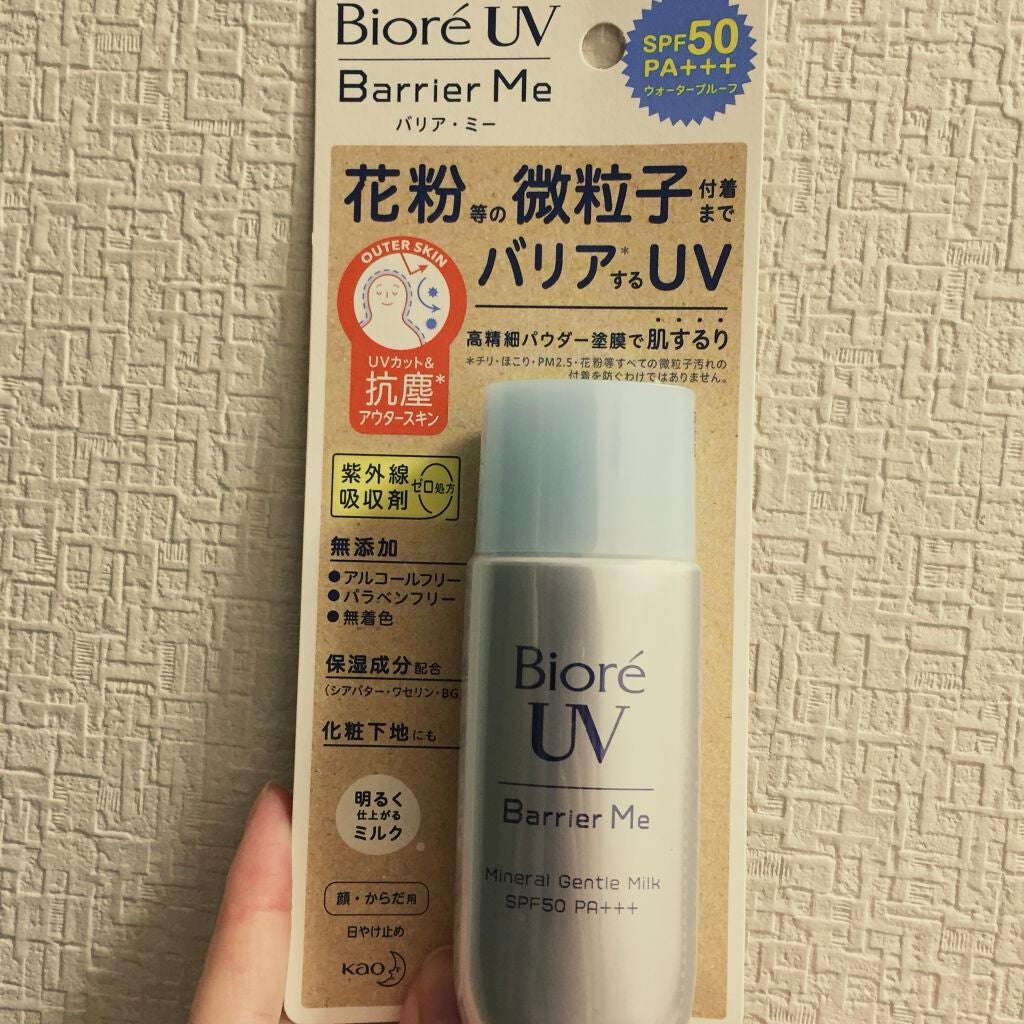 Bioré UV
Barrier Me
バリア・ミー
SPF50
PA+++
ウォータープルーフ
花粉等の微粒子付着まで
バリア*するUV
高精細パウダー塗膜で肌するり
*チリ・ほこり・PM2.5・花粉等すべての微粒子汚れの
付着を防ぐわけではありません。
OUTER SKIN
UVカット&
抗塵*
アウタースキン
紫外線
吸収剤
ゼロ処方
無添加
●アルコールフリー
●パラベンフリー
●無着色
保湿成分配合
(シアバター・ワセリン・BG
化粧下地にも
明るく
仕上がる
ミルク
顔・からだ用
日やけ止め
Kao
Bioré
UV
Barrier Me
Mineral Gentle Milk
SPF50 PA+++